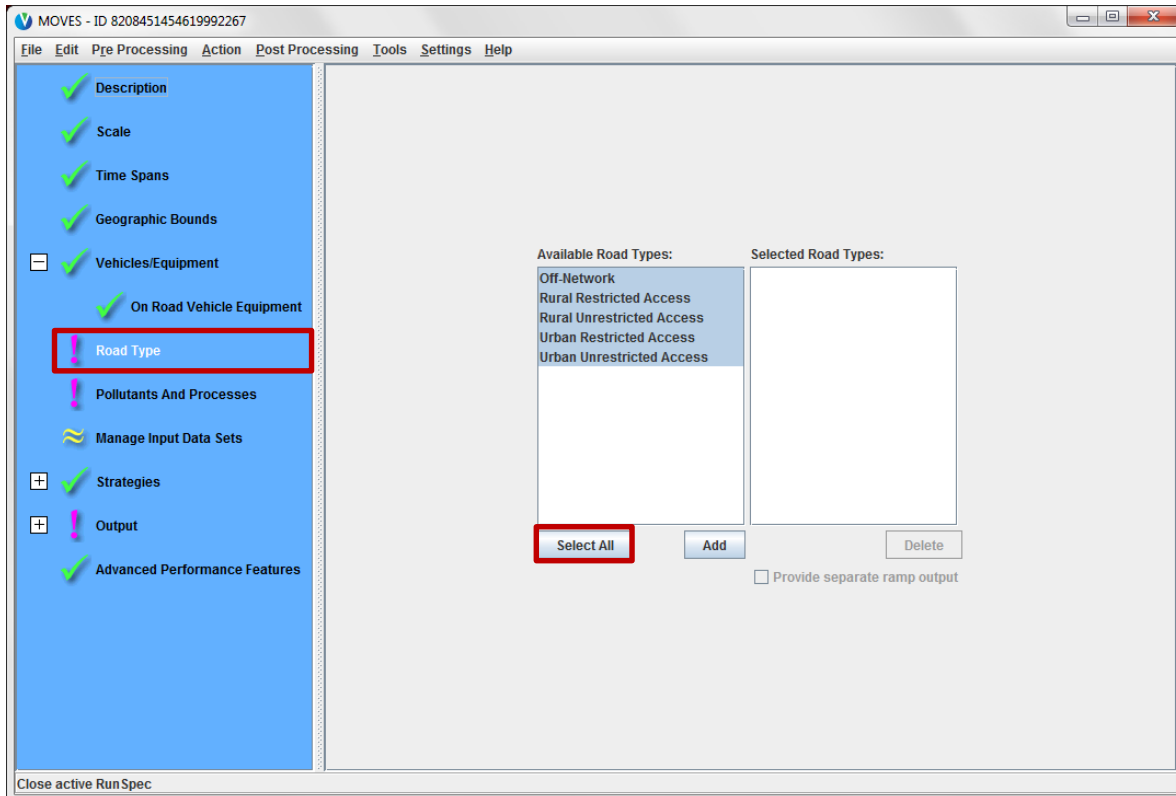 MOVES - ID 8208451454619992267
File Edit Pre Processing Action Post Processing Tools Settings Help
Description
Scale
Time Spans
Geographic Bounds
Vehicles/Equipment
On Road Vehicle Equipment
Road Type
Pollutants And Processes
Manage Input Data Sets
Strategies
Output
Advanced Performance Features
Available Road Types:
Off-Network
Rural Restricted Access
Rural Unrestricted Access
Urban Restricted Access
Urban Unrestricted Access
Select All
Add
Selected Road Types:
Delete
Provide separate ramp output
Close active RunSpec